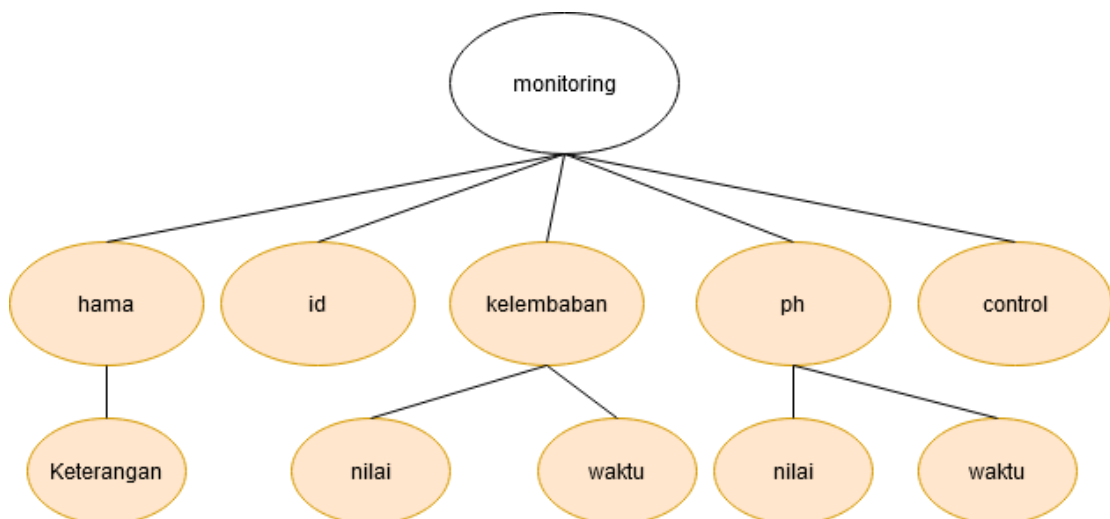 monitoring
hama
id
kelembaban
ph
control
Keterangan
nilai
waktu
nilai
waktu